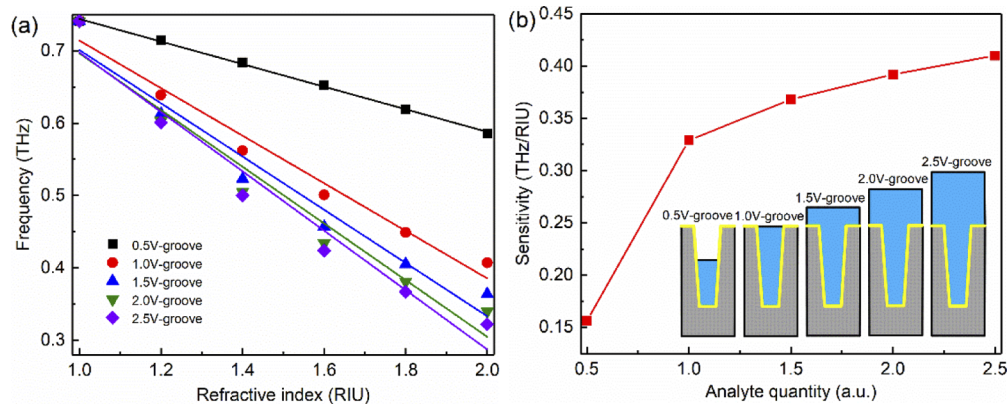 (a)
Frequency (THz)
0.7
0.6
0.5
0.4
0.3
0.5V-groove
1.0V-groove
1.5V-groove
2.0V-groove
2.5V-groove
1.0 1.2 1.4 1.6 1.8 2.0
Refractive index (RIU)
(b)
Sensitivity (THz/RIU)
0.40
0.35
0.30
0.25
0.20
0.15
2.5V-groove
2.0V-groove
1.5V-groove
0.5V-groove 1.0V-groove
0.5 1.0 1.5 2.0 2.5
Analyte quantity (a.u.)